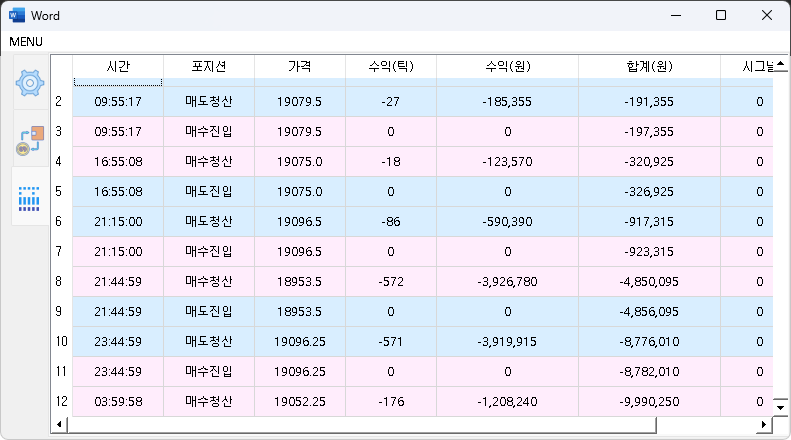 Word
MENU
시간 포지션 가격 수익(틱) 수익(원) 합계(원) 시그널
2 09:55:17 매도청산 19079.5 -27 -185,355 -191,355 0
3 09:55:17 매수진입 19079.5 0 0 -197,355 0
4 16:55:08 매수청산 19075.0 -18 -123,570 -320,925 0
5 16:55:08 매도진입 19075.0 0 0 -326,925 0
6 21:15:00 매도청산 19096.5 -86 -590,390 -917,315 0
7 21:15:00 매수진입 19096.5 0 0 -923,315 0
8 21:44:59 매수청산 18953.5 -572 -3,926,780 -4,850,095 0
9 21:44:59 매도진입 18953.5 0 0 -4,856,095 0
10 23:44:59 매도청산 19096.25 -571 -3,919,915 -8,776,010 0
11 23:44:59 매수진입 19096.25 0 0 -8,782,010 0
12 03:59:58 매수청산 19052.25 -176 -1,208,240 -9,990,250 0